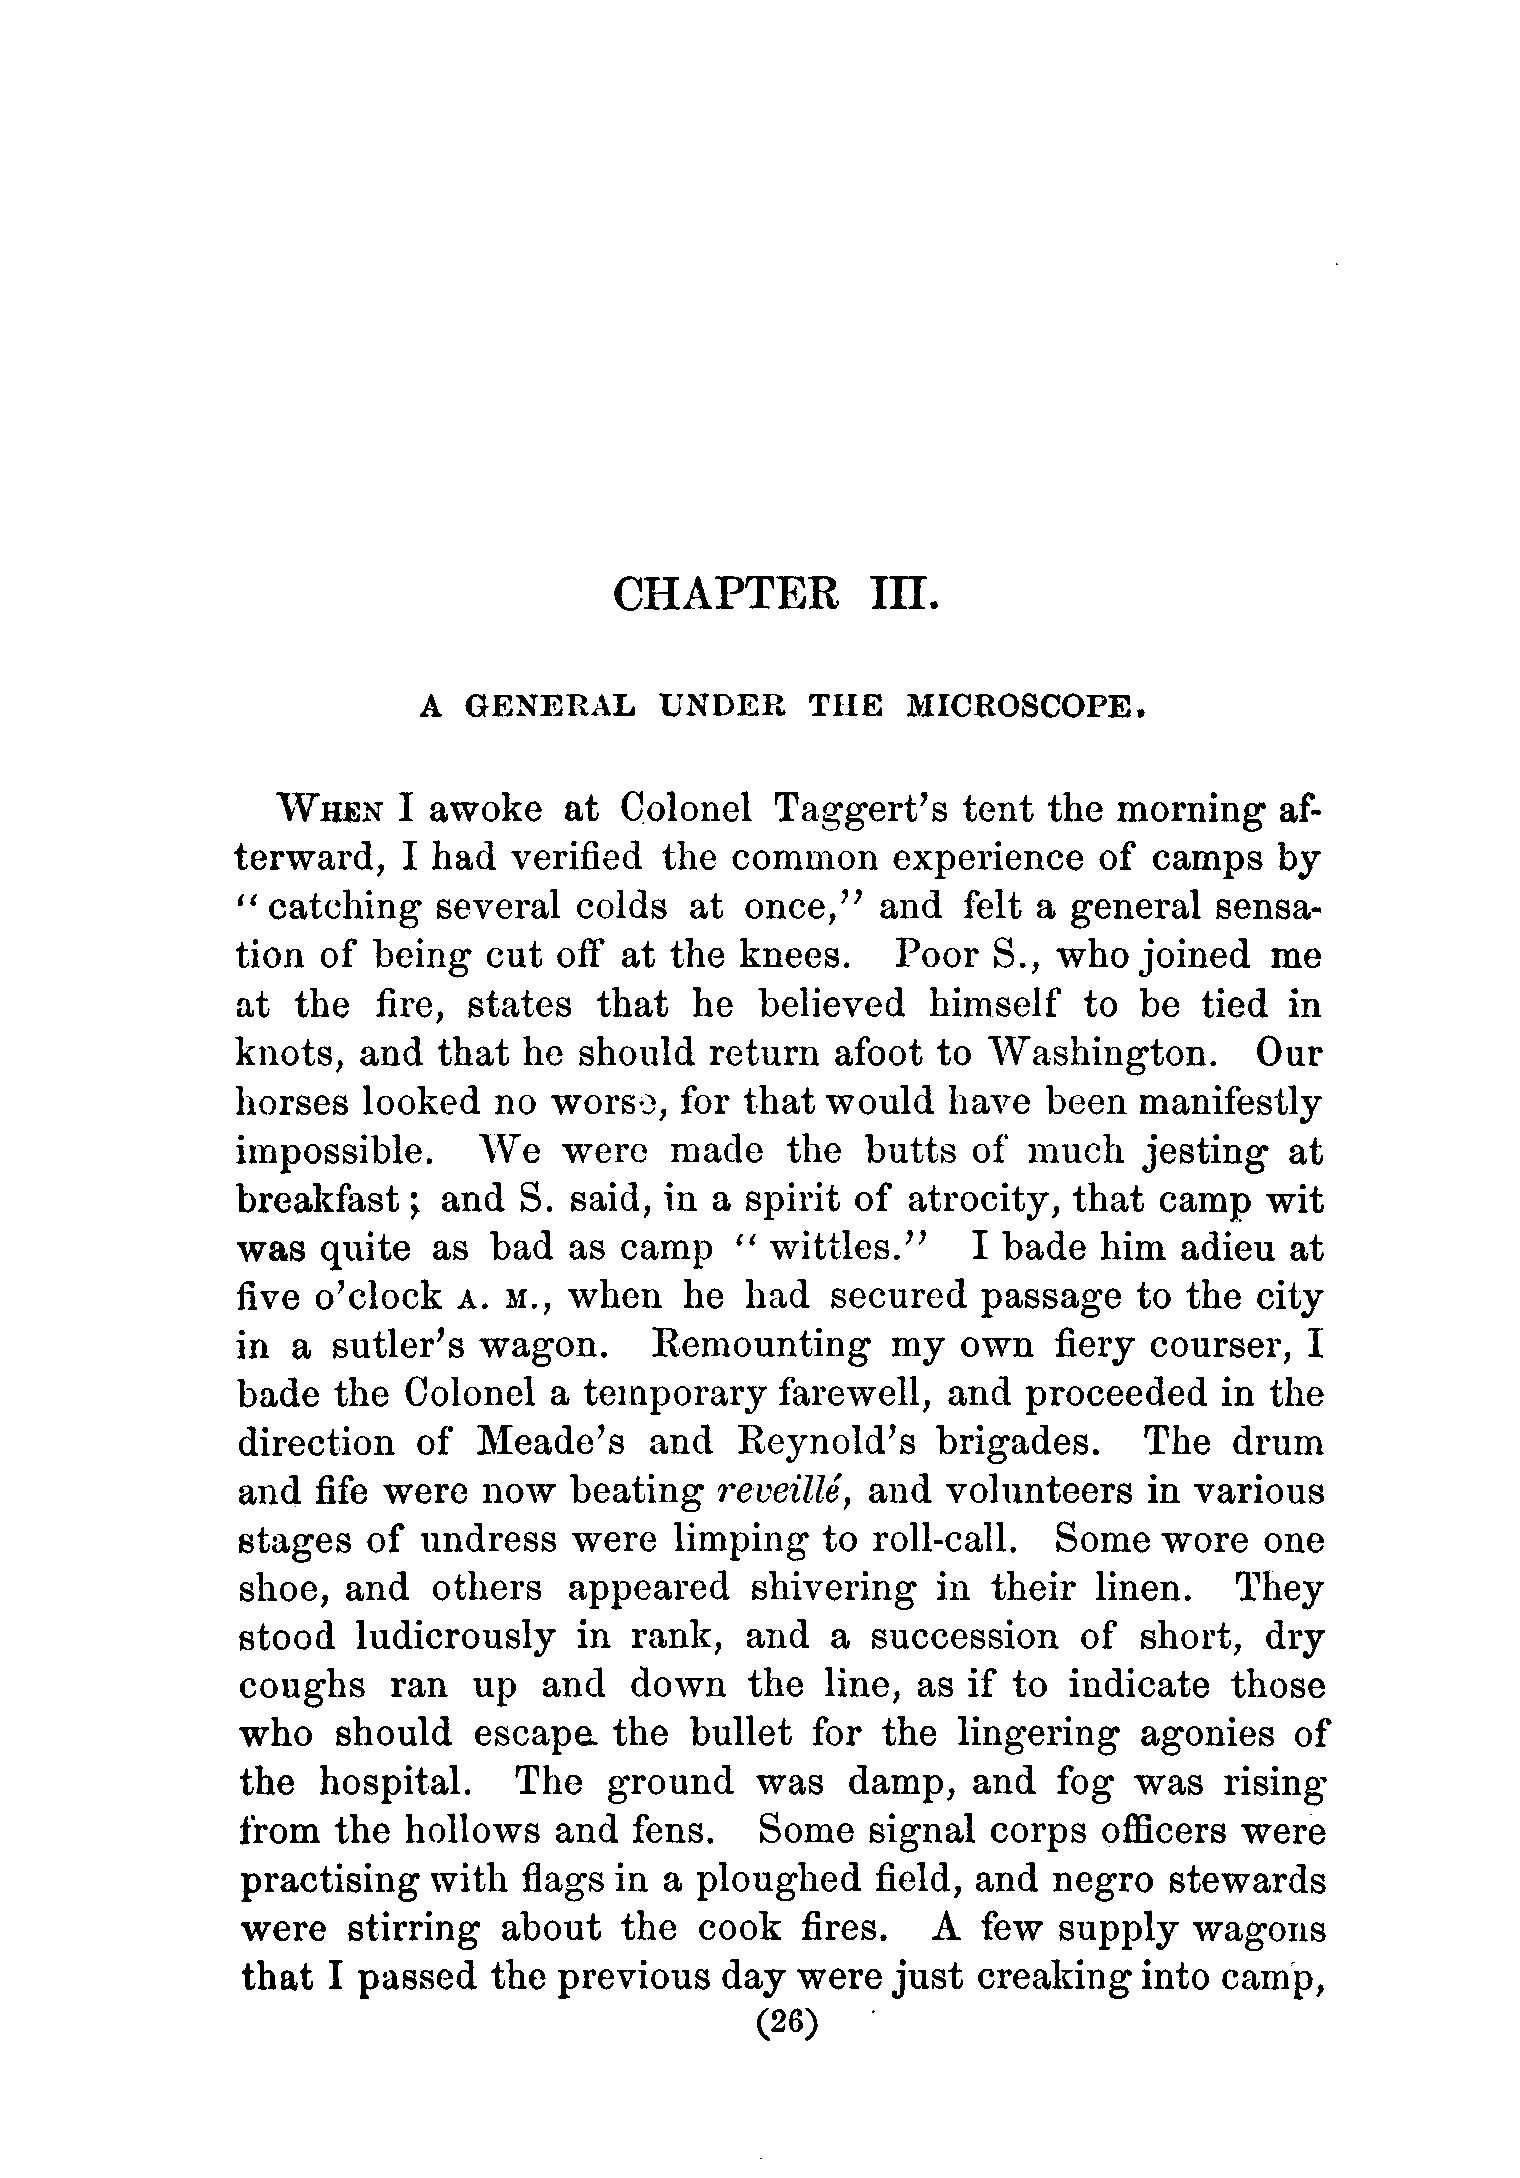 CHAPTER III.
A GENERAL UNDER THE MICROSCOPE.
WHEN I awoke at Colonel Taggert's tent the morning af-
terward, I had verified the common experience of camps by
"catching several colds at once," and felt a general sensa-
tion of being cut off at the knees. Poor S., who joined me
at the fire, states that he believed himself to be tied in
knots, and that he should return afoot to Washington. Our
horses looked no worse, for that would have been manifestly
impossible. We were made the butts of much jesting at
breakfast; and S. said, in a spirit of atrocity, that camp wit
was quite as bad as camp "wittles." I bade him adieu at
five o'clock A. M., when he had secured passage to the city
in a sutler's wagon. Remounting my own fiery courser, I
bade the Colonel a temporary farewell, and proceeded in the
direction of Meade's and Reynold's brigades. The drum
and fife were now beating reveillé, and volunteers in various
stages of undress were limping to roll-call. Some wore one
shoe, and others appeared shivering in their linen. They
stood ludicrously in rank, and a succession of short, dry
coughs ran up and down the line, as if to indicate those
who should escape the bullet for the lingering agonies of
the hospital. The ground was damp, and fog was rising
from the hollows and fens. Some signal corps officers were
practising with flags in a ploughed field, and negro stewards
were stirring about the cook fires. A few supply wagons
that I passed the previous day were just creaking into camp,
(26)